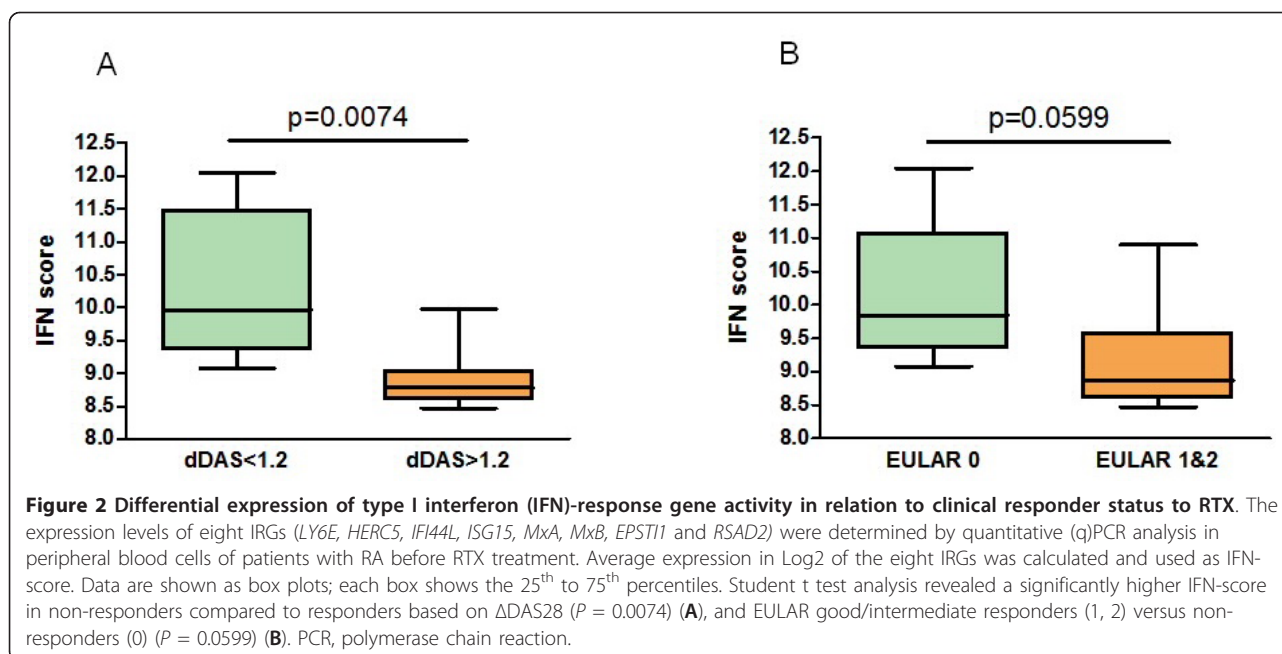 A
p=0.0074
12.5
12.0
11.5
11.0
10.5
10.0
9.5
9.0
8.5
8.0
IFN score
dDAS<1.2 dDAS>1.2
B
p=0.0599
12.5
12.0
11.5
11.0
10.5
10.0
9.5
9.0
8.5
8.0
IFN score
EULAR 0 EULAR 1&2
Figure 2 Differential expression of type I interferon (IFN)-response gene activity in relation to clinical responder status to RTX. The
expression levels of eight IRGs (LY6E, HERC5, IFI44L, ISG15, MxA, MxB, EPSTI1 and RSAD2) were determined by quantitative (q)PCR analysis in
peripheral blood cells of patients with RA before RTX treatment. Average expression in Log2 of the eight IRGs was calculated and used as IFN-
score. Data are shown as box plots; each box shows the 25th to 75th percentiles. Student t test analysis revealed a significantly higher IFN-score
in non-responders compared to responders based on ΔDAS28 (P = 0.0074) (A), and EULAR good/intermediate responders (1, 2) versus non-
responders (0) (P = 0.0599) (B). PCR, polymerase chain reaction.